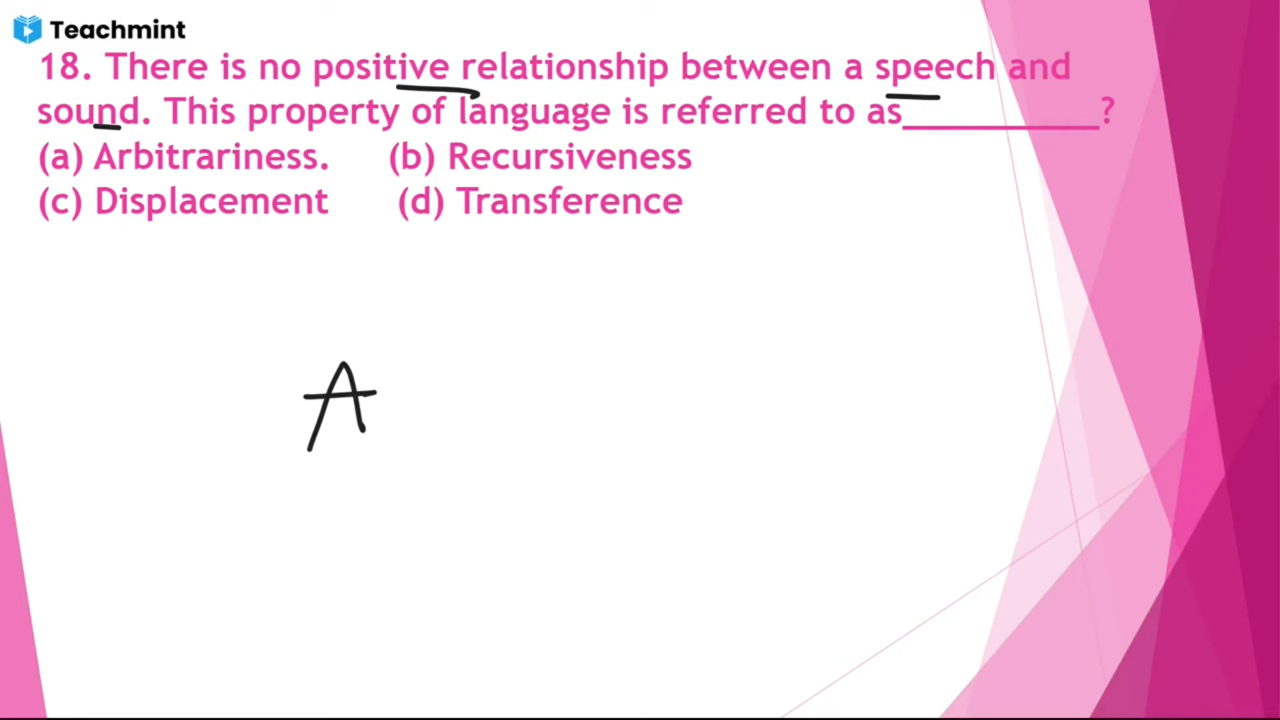 Teachmint
18. There is no positive relationship between a speech and
sound. This property of language is referred to as__________?
(a) Arbitrariness. (b) Recursiveness
(c) Displacement (d) Transference
A